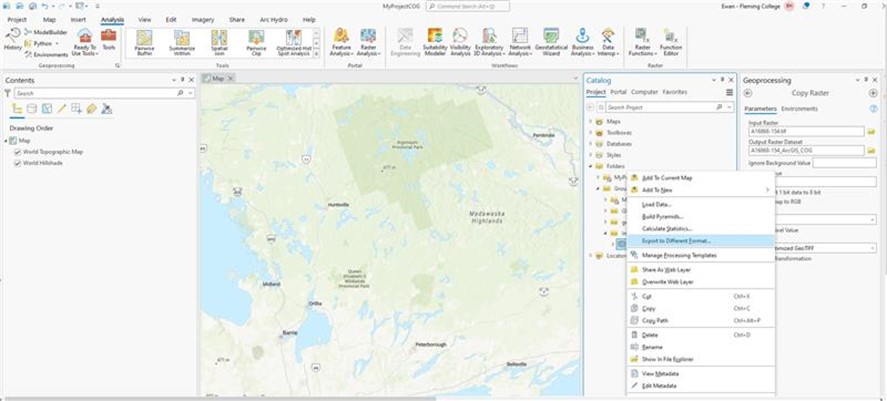 MyProjectCOG
Command Search (Alt+Q)
Ewan - Fleming College
Project Map Insert Analysis View Edit Imagery Share Arc Hydro Help
ModelBuilder
Python
Environments
Ready To Use Tools
Tools
Geoprocessing
Pairwise Buffer
Summarize Within
Spatial Join
Pairwise Clip
Optimized Hot Spot Analysis
Tools
Feature Analysis
Raster Analysis
Portal
Data Engineering
Suitability Modeler
Visibility Analysis
Exploratory 3D Analysis
Network Analysis
Geostatistical Wizard
Business Analysis
Data Interop
Workflows
Raster Functions
Function Editor
Raster
Contents
Search
Drawing Order
Map
World Topographic Map
World Hillshade
Map
Algonquin Provincial Park
477 m
Pembroke
Huntsville
Madawaska Highlands
Queen Elizabeth II Wildlands Provincial Park
Midland
Orillia
Barrie
Peterborough
Belleville
Catalog
Project Portal Computer Favorites
Search Project
Maps
Toolboxes
Databases
Styles
Folders
MyP
Grou
Locatio
Add To Current Map
Add To New
Load Data...
Build Pyramids...
Calculate Statistics...
Export to Different Format...
Manage Processing Templates
Share As Web Layer
Overwrite Web Layer
Cut Ctrl+X
Copy Ctrl+C
Copy Path Ctrl+Alt+P
Delete Ctrl+D
Rename
Show In File Explorer
View Metadata
Edit Metadata
Geoprocessing
Copy Raster
Parameters Environments
Input Raster
A16868-154.tif
Output Raster Dataset
A16868-154_ArcGIS_COG
Ignore Background Value
1 bit data to 8 bit
ap to RGB
xel Value
timized GeoTIFF
ransformation